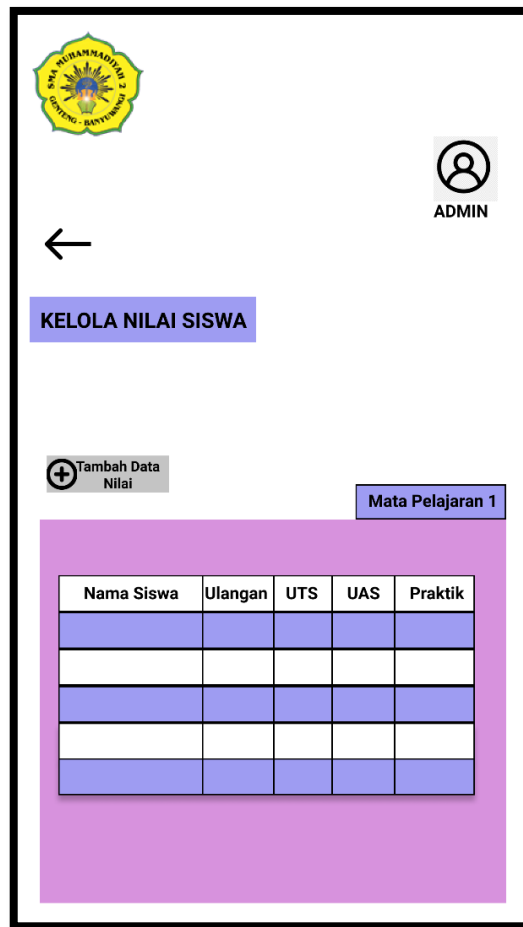 SMA MUHAMMADIYAH 2
GENTENG - BANYUWANGI
ADMIN
KELOLA NILAI SISWA
Tambah Data
Nilai
Mata Pelajaran 1
Nama Siswa Ulangan UTS UAS Praktik